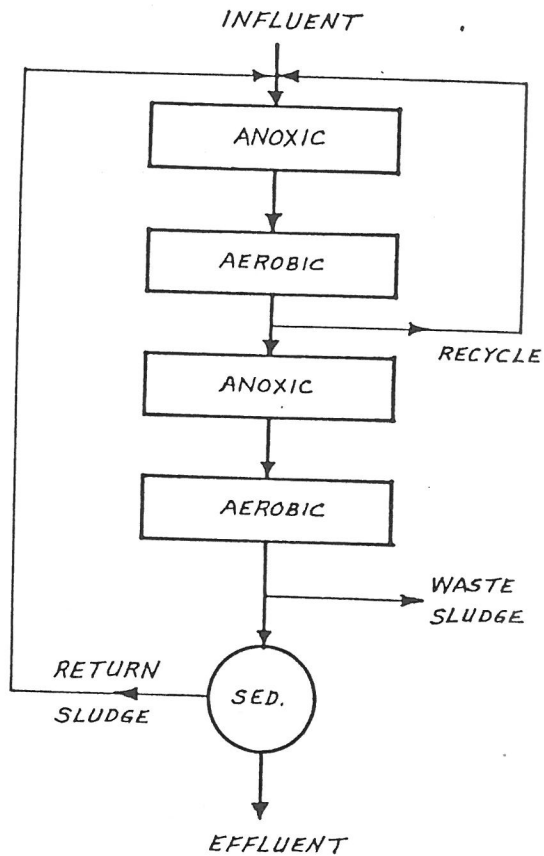 INFLUENT
ANOXIC
AEROBIC
RECYCLE
ANOXIC
AEROBIC
WASTE
SLUDGE
RETURN
SLUDGE
SED.
EFFLUENT